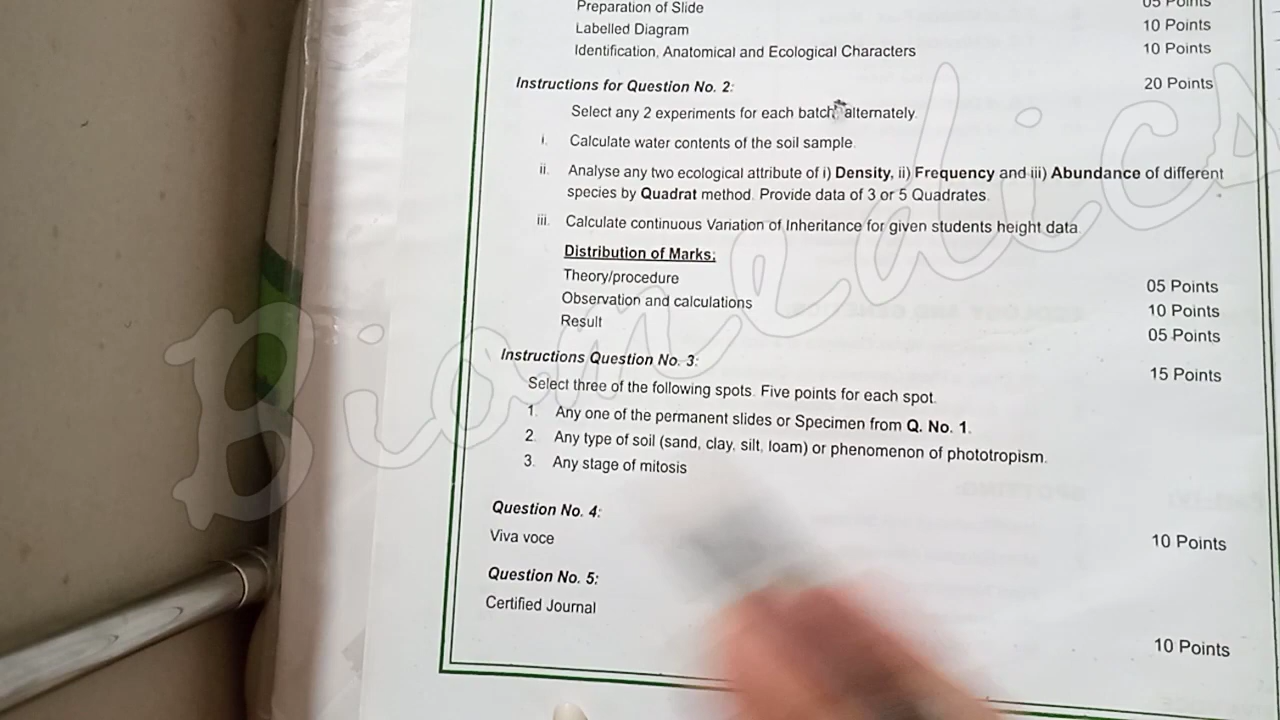 Preparation of Slide 05 Points
Labelled Diagram 10 Points
Identification, Anatomical and Ecological Characters 10 Points
Instructions for Question No. 2: 20 Points
Select any 2 experiments for each batch alternately.
i. Calculate water contents of the soil sample.
ii. Analyse any two ecological attribute of i) Density, ii) Frequency and iii) Abundance of different
species by Quadrat method. Provide data of 3 or 5 Quadrates.
iii. Calculate continuous Variation of Inheritance for given students height data.
Distribution of Marks:
Theory/procedure 05 Points
Observation and calculations 10 Points
Result 05 Points
Instructions Question No. 3: 15 Points
Select three of the following spots. Five points for each spot.
1. Any one of the permanent slides or Specimen from Q. No. 1.
2. Any type of soil (sand, clay, silt, loam) or phenomenon of phototropism.
3. Any stage of mitosis
Question No. 4:
Viva voce 10 Points
Question No. 5:
Certified Journal
10 Points
Biomedics